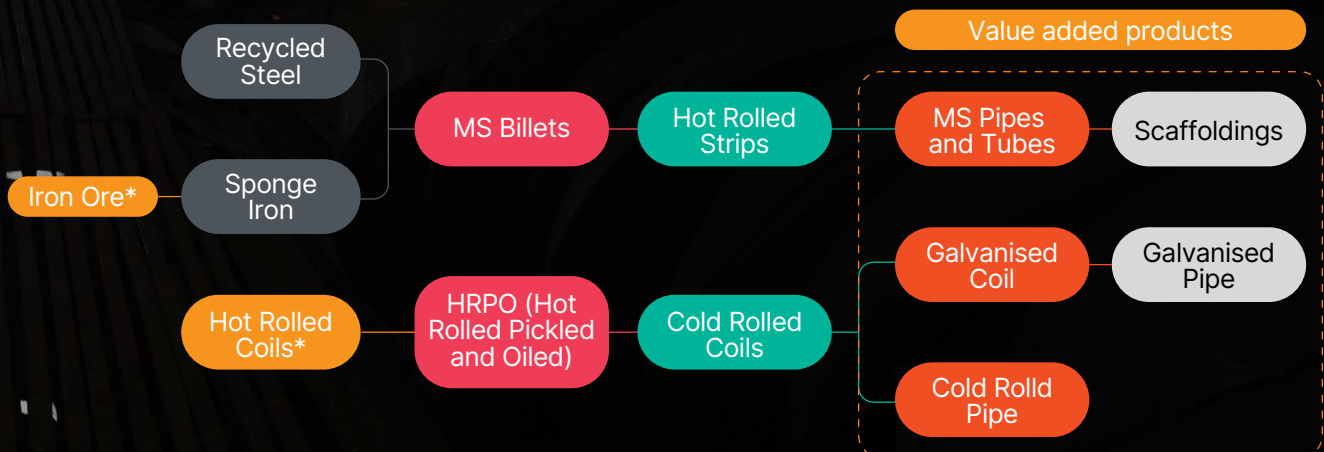 Value added products
Recycled
Steel
MS Billets
Hot Rolled
Strips
MS Pipes
and Tubes
Scaffoldings
Iron Ore*
Sponge
Iron
Galvanised
Coil
Galvanised
Pipe
Hot Rolled
Coils*
HRPO (Hot
Rolled Pickled
and Oiled)
Cold Rolled
Coils
Cold Rolld
Pipe